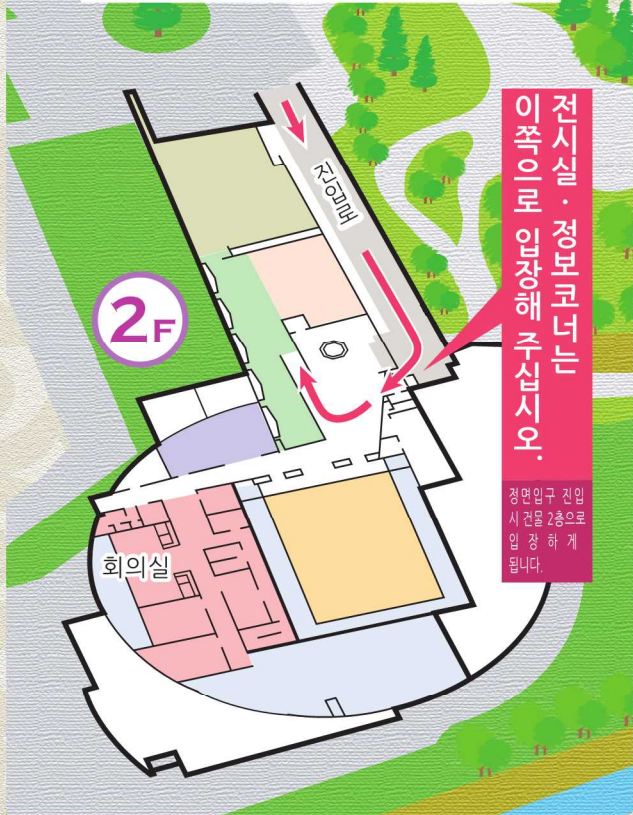 전시실 · 정보코너는
이쪽으로 입장해 주십시오.
정면입구 진입
시 건물 2층으로
입 장 하 게
됩니다.
진입로
2F
회의실